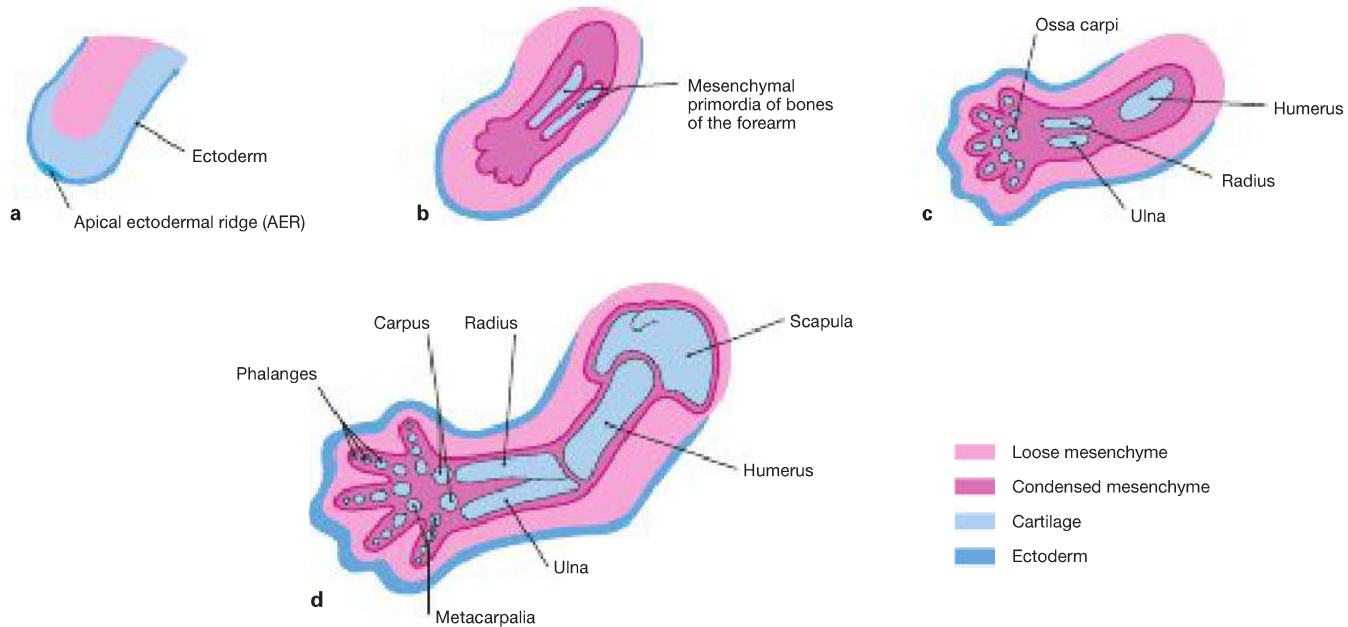 Ectoderm
Apical ectodermal ridge (AER)
a
Mesenchymal
primordia of bones
of the forearm
b
Ossa carpi
Humerus
Radius
Ulna
c
Carpus
Radius
Scapula
Phalanges
Humerus
Ulna
d
Metacarpalia
Loose mesenchyme
Condensed mesenchyme
Cartilage
Ectoderm